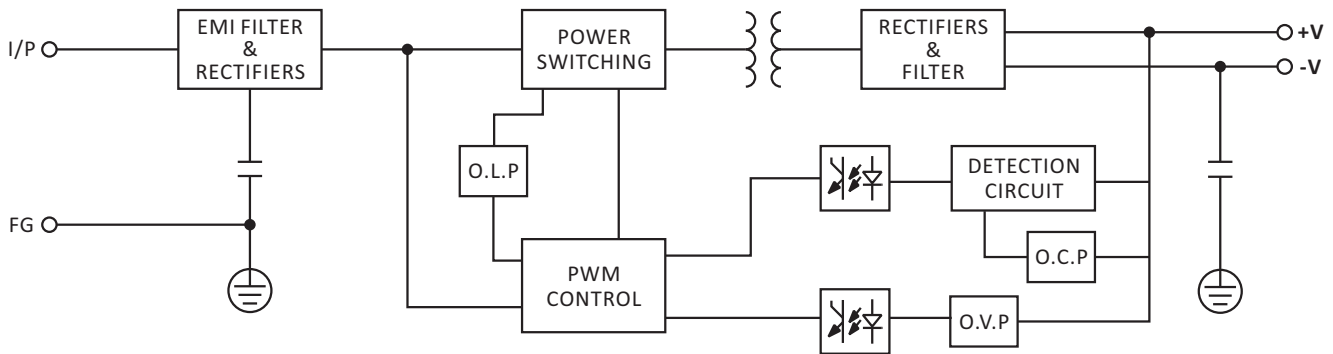 I/P
EMI FILTER
&
RECTIFIERS
POWER
SWITCHING
RECTIFIERS
&
FILTER
+V
-V
O.L.P
DETECTION
CIRCUIT
FG
PWM
CONTROL
O.C.P
O.V.P